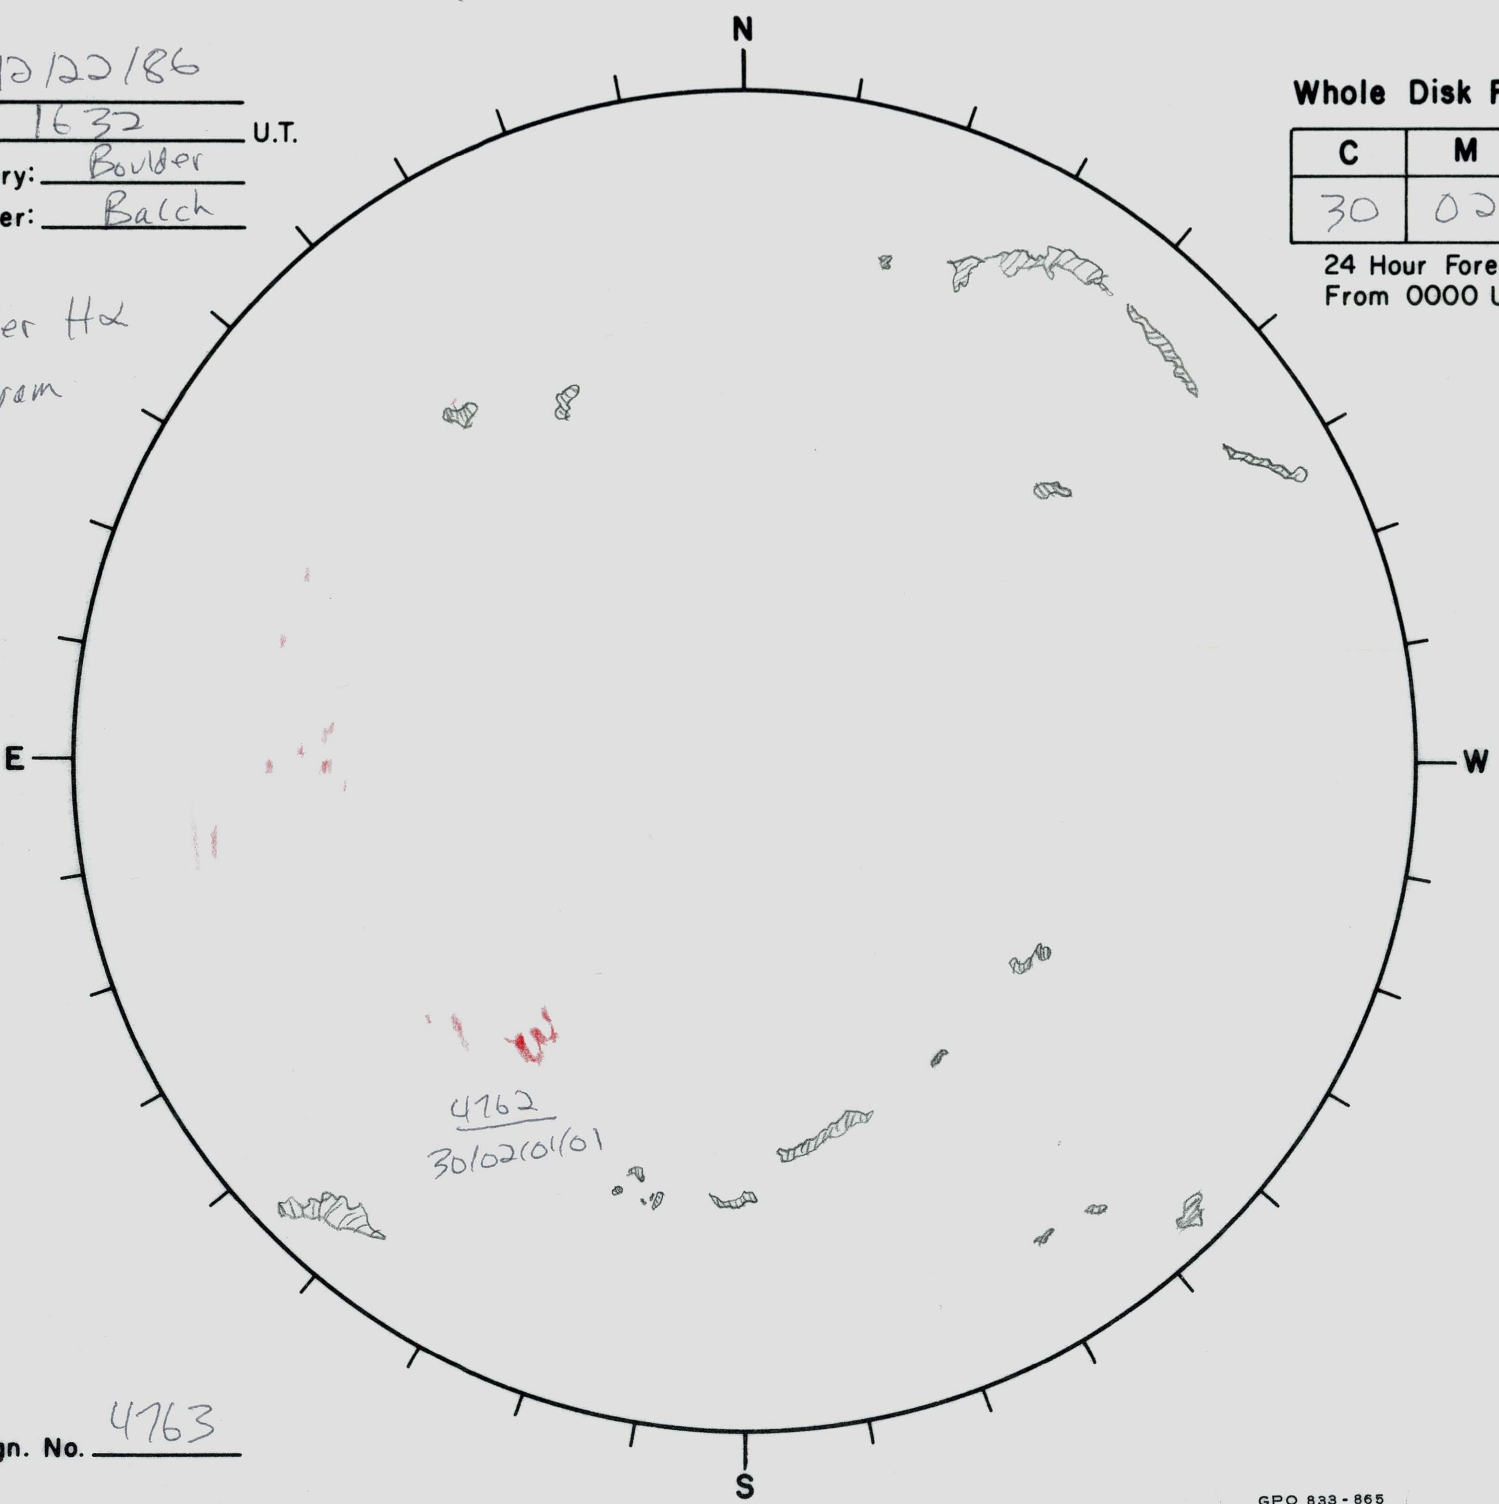 N
12/22/86
1632 U.T.
ry: Boulder
er: Balch
er Hα
ram
Whole Disk F
C M
30 02
24 Hour Fore
From 0000 U
E
W
4762
30/02/01/01
gn. No. 4763
S
GPO 833-865